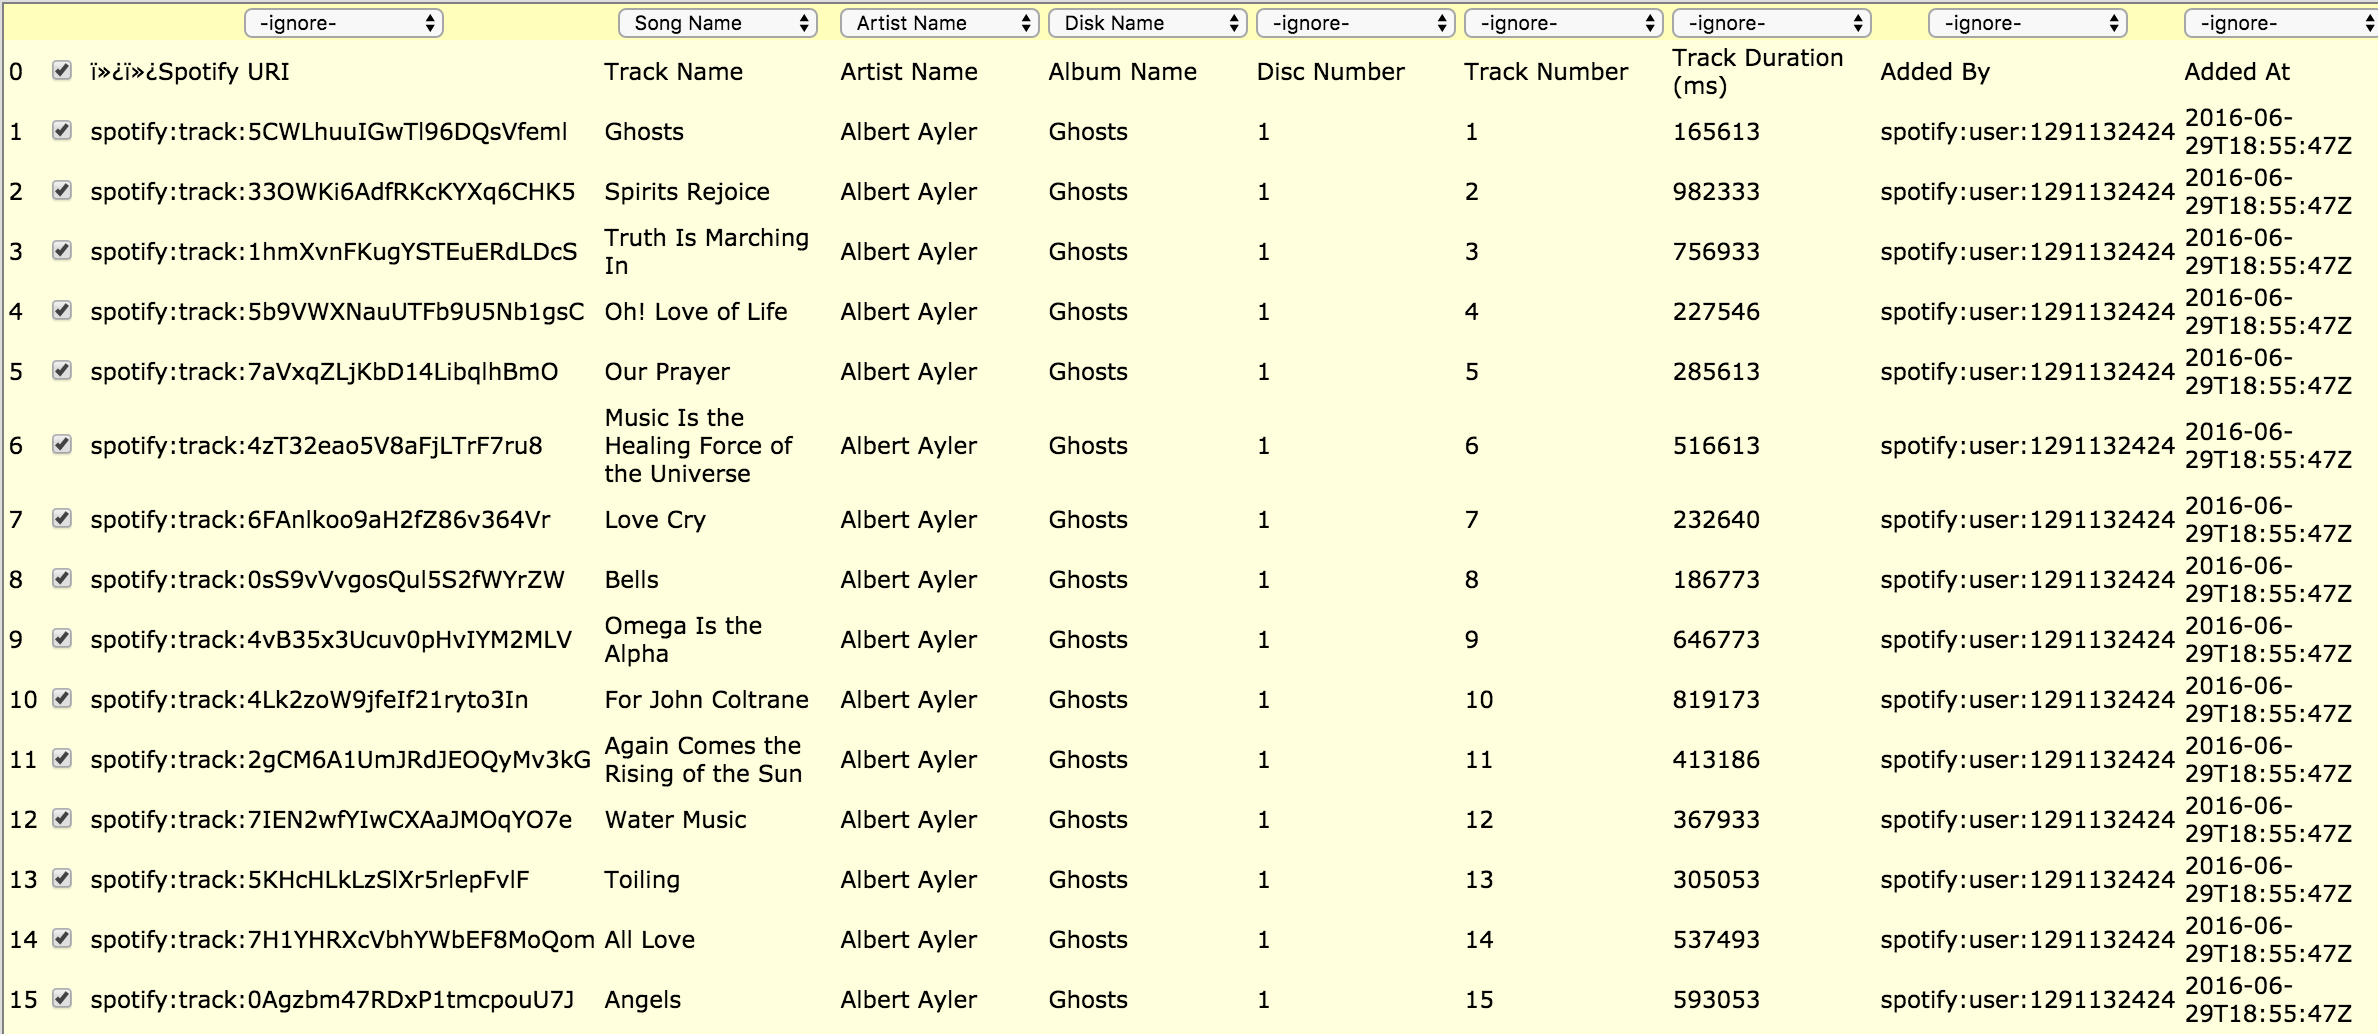 -ignore- Song Name Artist Name Disk Name -ignore- -ignore- -ignore- -ignore- -ignore-
0 ï»¿ï»¿Spotify URI Track Name Artist Name Album Name Disc Number Track Number Track Duration (ms) Added By Added At
1 spotify:track:5CWLhuuIGwTl96DQsVfeml Ghosts Albert Ayler Ghosts 1 1 165613 spotify:user:1291132424 2016-06-29T18:55:47Z
2 spotify:track:33OWKi6AdfRKcKYXq6CHK5 Spirits Rejoice Albert Ayler Ghosts 1 2 982333 spotify:user:1291132424 2016-06-29T18:55:47Z
3 spotify:track:1hmXvnFKugYSTEuERdLDcS Truth Is Marching In Albert Ayler Ghosts 1 3 756933 spotify:user:1291132424 2016-06-29T18:55:47Z
4 spotify:track:5b9VWXNauUTFb9U5Nb1gsC Oh! Love of Life Albert Ayler Ghosts 1 4 227546 spotify:user:1291132424 2016-06-29T18:55:47Z
5 spotify:track:7aVxqZLjKbD14LibqlhBmO Our Prayer Albert Ayler Ghosts 1 5 285613 spotify:user:1291132424 2016-06-29T18:55:47Z
6 spotify:track:4zT32eao5V8aFjLTrF7ru8 Music Is the Healing Force of the Universe Albert Ayler Ghosts 1 6 516613 spotify:user:1291132424 2016-06-29T18:55:47Z
7 spotify:track:6FAnlkoo9aH2fZ86v364Vr Love Cry Albert Ayler Ghosts 1 7 232640 spotify:user:1291132424 2016-06-29T18:55:47Z
8 spotify:track:0sS9vVvgosQul5S2fWYrZW Bells Albert Ayler Ghosts 1 8 186773 spotify:user:1291132424 2016-06-29T18:55:47Z
9 spotify:track:4vB35x3Ucuv0pHvIYM2MLV Omega Is the Alpha Albert Ayler Ghosts 1 9 646773 spotify:user:1291132424 2016-06-29T18:55:47Z
10 spotify:track:4Lk2zoW9jfeIf21ryto3In For John Coltrane Albert Ayler Ghosts 1 10 819173 spotify:user:1291132424 2016-06-29T18:55:47Z
11 spotify:track:2gCM6A1UmJRdJEOQyMv3kG Again Comes the Rising of the Sun Albert Ayler Ghosts 1 11 413186 spotify:user:1291132424 2016-06-29T18:55:47Z
12 spotify:track:7IEN2wfYIwCXAaJMOqYO7e Water Music Albert Ayler Ghosts 1 12 367933 spotify:user:1291132424 2016-06-29T18:55:47Z
13 spotify:track:5KHcHLkLzSlXr5rlepFvlF Toiling Albert Ayler Ghosts 1 13 305053 spotify:user:1291132424 2016-06-29T18:55:47Z
14 spotify:track:7H1YHRXcVbhYWbEF8MoQom All Love Albert Ayler Ghosts 1 14 537493 spotify:user:1291132424 2016-06-29T18:55:47Z
15 spotify:track:0Agzbm47RDxP1tmcpouU7J Angels Albert Ayler Ghosts 1 15 593053 spotify:user:1291132424 2016-06-29T18:55:47Z